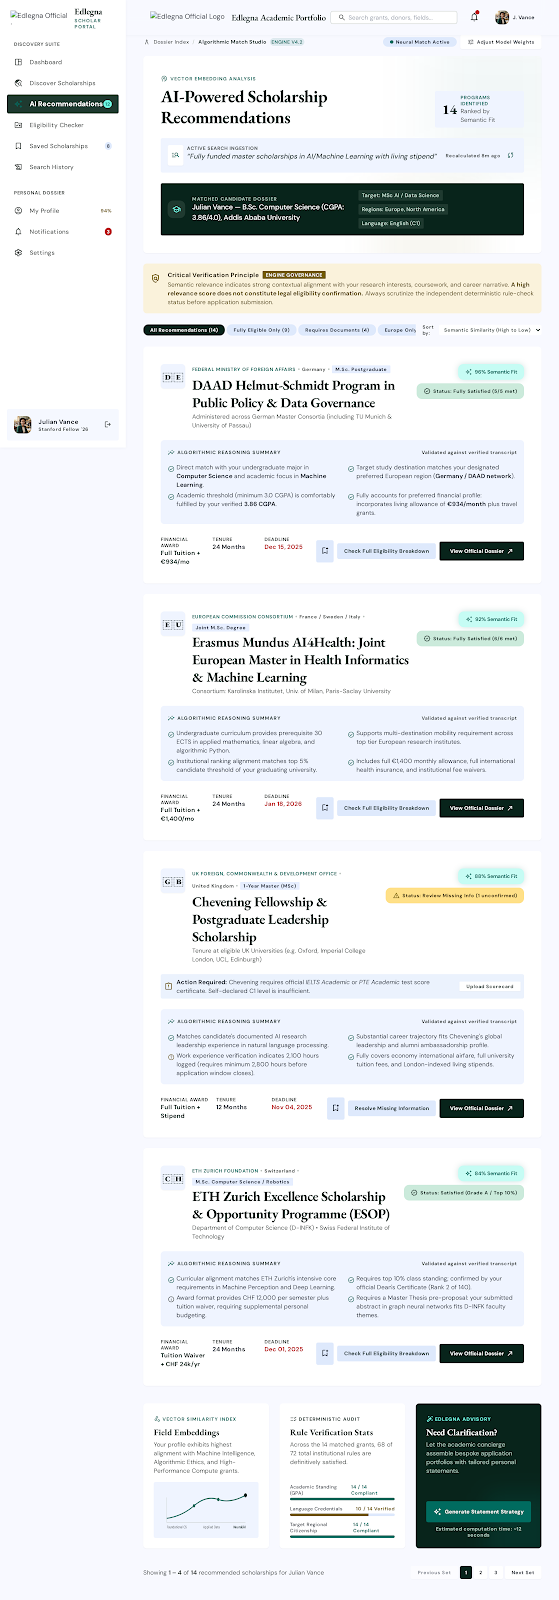 Edlegna Official Logo
Edlegna
SCHOLAR PORTAL
DISCOVERY SUITE
Dashboard
Discover Scholarships
AI Recommendations
Eligibility Checker
Saved Scholarships
Search History
PERSONAL DOSSIER
My Profile
94%
Notifications
3
Settings
Julian Vance
Stanford Fellow '26
Edlegna Official Logo
Edlegna Academic Portfolio
Search grants, donors, fields...
J. Vance
Dossier Index / Algorithmic Match Studio ENGINE V4.2
Neural Match Active
Adjust Model Weights
VECTOR EMBEDDING ANALYSIS
AI-Powered Scholarship
Recommendations
14
PROGRAMS IDENTIFIED
Ranked by Semantic Fit
ACTIVE SEARCH INGESTION
"Fully funded master scholarships in AI/Machine Learning with living stipend"
Recalculated 8m ago
MATCHED CANDIDATE DOSSIER
Julian Vance — B.Sc. Computer Science (CGPA:
3.86/4.0), Addis Ababa University
Target: MSc AI / Data Science
Regions: Europe, North America
Language: English (C1)
Critical Verification Principle ENGINE GOVERNANCE
Semantic relevance indicates strong contextual alignment with your research interests, coursework, and career narrative. A high
relevance score does not constitute legal eligibility confirmation. Always scrutinize the independent deterministic rule-check
status before application submission.
All Recommendations (14)
Fully Eligible Only (9)
Requires Documents (4)
Europe Only
Sort by:
Semantic Similarity (High to Low)
DE
FEDERAL MINISTRY OF FOREIGN AFFAIRS • Germany • M.Sc. Postgraduate
DAAD Helmut-Schmidt Program in
Public Policy & Data Governance
Administered across German Master Consortia (including TU Munich &
University of Passau)
96% Semantic Fit
Status: Fully Satisfied (5/5 met)
ALGORITHMIC REASONING SUMMARY
Validated against verified transcript
Direct match with your undergraduate major in
Computer Science and academic focus in Machine
Learning.
Target study destination matches your designated
preferred European region (Germany / DAAD network).
Academic threshold (minimum 3.0 CGPA) is comfortably
fulfilled by your verified 3.86 CGPA.
Fully accounts for preferred financial profile:
incorporates living allowance of €934/month plus travel
grants.
FINANCIAL AWARD
Full Tuition +
€934/mo
TENURE
24 Months
DEADLINE
Dec 15, 2025
Check Full Eligibility Breakdown
View Official Dossier
EU
EUROPEAN COMMISSION CONSORTIUM • France / Sweden / Italy •
Joint M.Sc. Degree
Erasmus Mundus AI4Health: Joint
European Master in Health Informatics
& Machine Learning
Consortium: Karolinska Institutet, Univ. of Milan, Paris-Saclay University
92% Semantic Fit
Status: Fully Satisfied (6/6 met)
ALGORITHMIC REASONING SUMMARY
Validated against verified transcript
Undergraduate curriculum provides prerequisite 30
ECTS in applied mathematics, linear algebra, and
algorithmic Python.
Supports multi-destination mobility requirement across
top tier European research institutes.
Institutional ranking alignment matches top 5%
candidate threshold of your graduating university.
Includes full €1,400 monthly allowance, full international
health insurance, and institutional fee waivers.
FINANCIAL AWARD
Full Tuition +
€1,400/mo
TENURE
24 Months
DEADLINE
Jan 18, 2026
Check Full Eligibility Breakdown
View Official Dossier
GB
UK FOREIGN, COMMONWEALTH & DEVELOPMENT OFFICE •
United Kingdom • 1-Year Master (MSc)
Chevening Fellowship &
Postgraduate Leadership
Scholarship
Tenure at eligible UK Universities (e.g. Oxford, Imperial College
London, UCL, Edinburgh)
88% Semantic Fit
Status: Review Missing Info (1 unconfirmed)
Action Required: Chevening requires official IELTS Academic or PTE Academic test score
certificate. Self-declared C1 level is insufficient.
Upload Scorecard
ALGORITHMIC REASONING SUMMARY
Validated against verified transcript
Matches candidate's documented AI research
leadership experience in natural language processing.
Substantial career trajectory fits Chevening's global
leadership and alumni ambassadorship profile.
Work experience verification indicates 2,100 hours
logged (requires minimum 2,800 hours before
application window closes).
Fully covers economy international airfare, full university
tuition fees, and London-indexed living stipends.
FINANCIAL AWARD
Full Tuition +
Stipend
TENURE
12 Months
DEADLINE
Nov 04, 2025
Resolve Missing Information
View Official Dossier
CH
ETH ZURICH FOUNDATION • Switzerland •
M.Sc. Computer Science / Robotics
ETH Zurich Excellence Scholarship
& Opportunity Programme (ESOP)
Department of Computer Science (D-INFK) • Swiss Federal Institute of
Technology
84% Semantic Fit
Status: Satisfied (Grade A / Top 10%)
ALGORITHMIC REASONING SUMMARY
Validated against verified transcript
Curricular alignment matches ETH Zurich's intensive core
requirements in Machine Perception and Deep Learning.
Requires top 10% class standing; confirmed by your
official Dean's Certificate (Rank 2 of 140).
Award format provides CHF 12,000 per semester plus
tuition waiver, requiring supplemental personal
budgeting.
Requires a Master Thesis pre-proposal; your submitted
abstract in graph neural networks fits D-INFK faculty
themes.
FINANCIAL AWARD
Tuition Waiver
+ CHF 24k/yr
TENURE
24 Months
DEADLINE
Dec 01, 2025
Check Full Eligibility Breakdown
View Official Dossier
VECTOR SIMILARITY INDEX
Field Embeddings
Your profile exhibits highest
alignment with Machine Intelligence,
Algorithmic Ethics, and High-
Performance Compute grants.
DETERMINISTIC AUDIT
Rule Verification Stats
Across the 14 matched grants, 68 of
72 total institutional rules are
definitively satisfied.
Academic Standing (GPA)
14 / 14 Compliant
Language Credentials
10 / 14 Verified
Target Regional Citizenship
14 / 14 Compliant
EDLEGNA ADVISORY
Need Clarification?
Let the academic concierge
assemble bespoke application
portfolios with tailored personal
statements.
Generate Statement Strategy
Estimated computation time: ~12
seconds
Showing 1 – 4 of 14 recommended scholarships for Julian Vance
Previous Set
1
2
3
Next Set